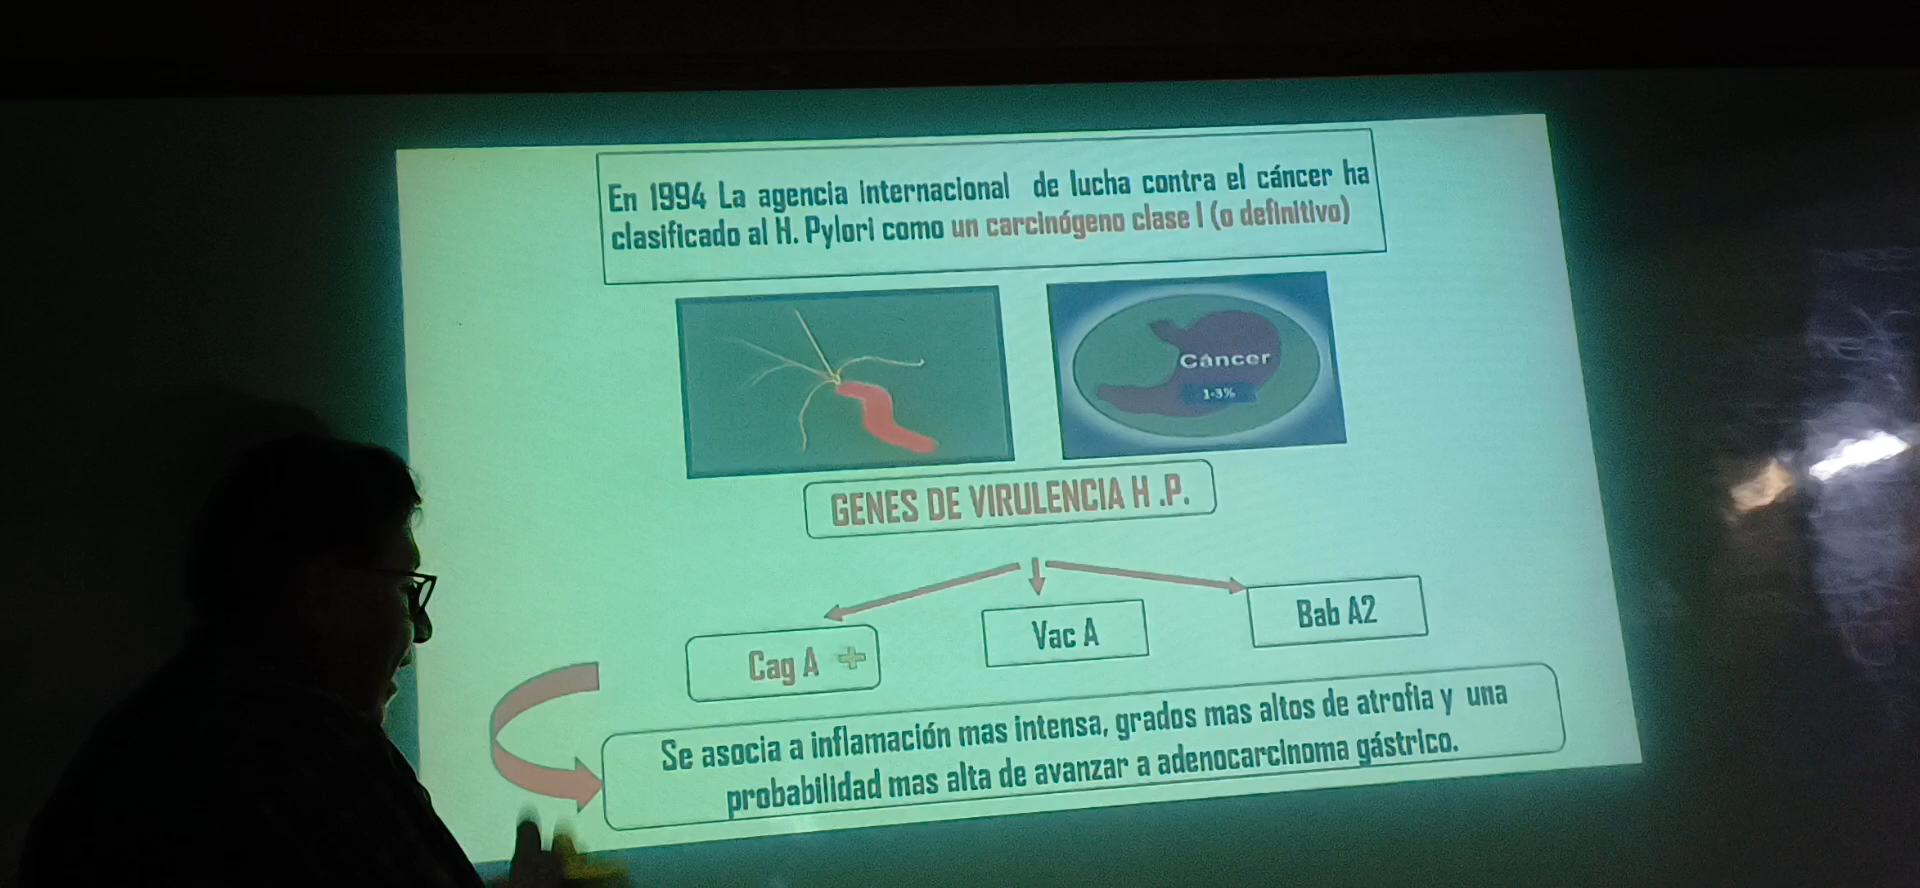 En 1994 La agencia internacional de lucha contra el cáncer ha
clasificado al H. Pylori como un carcinógeno clase I (o definitivo)
Cáncer
1-3%
GENES DE VIRULENCIA H .P.
Cag A +
Vac A
Bab A2
Se asocia a inflamación mas intensa, grados mas altos de atrofia y una
probabilidad mas alta de avanzar a adenocarcinoma gástrico.